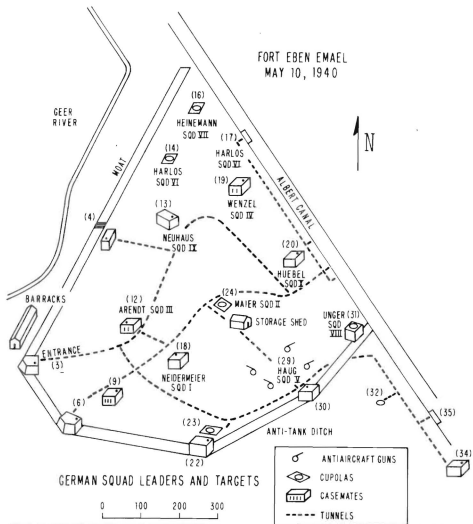 FORT EBEN EMAEL
MAY 10, 1940
(16)
HEINEMANN
SQD VII
GEER
RIVER
(17)
HARLOS
SQD VI
N
(14)
HARLOS
SQD VI
MOAT
(19)
WENZEL
SQD IV
ALBERT CANAL
(4)
(13)
NEUHAUS
SQD IX
(20)
HUEBEL
SQD X
(24)
MAIER SQD II
BARRACKS
(12)
ARENDT SQD III
STORAGE SHED
UNGER (31)
SQD
VIII
ENTRANCE
(3)
(18)
NEIDERMEIER
SQD I
(29)
HAUG
SQD V
(9)
(6)
(30)
(32)
(35)
(23)
(22)
ANTI-TANK DITCH
(34)
GERMAN SQUAD LEADERS AND TARGETS
0 100 200 300
ANTIAIRCRAFT GUNS
CUPOLAS
CASEMATES
TUNNELS